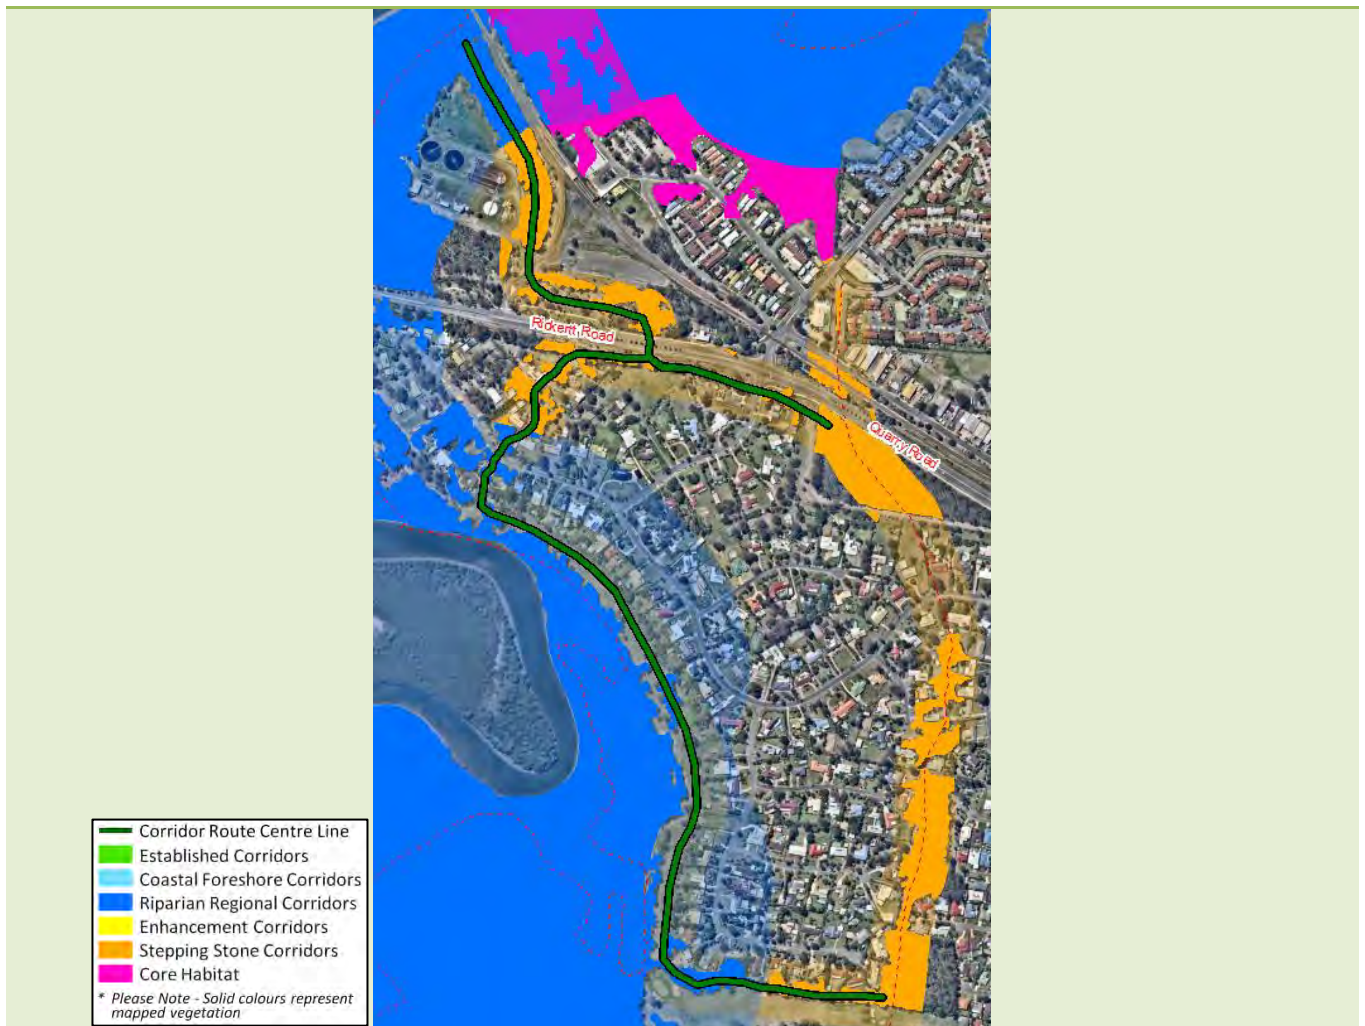 Rickertt Road
Quarry Road
Corridor Route Centre Line
Established Corridors
Coastal Foreshore Corridors
Riparian Regional Corridors
Enhancement Corridors
Stepping Stone Corridors
Core Habitat
* Please Note - Solid colours represent
mapped vegetation